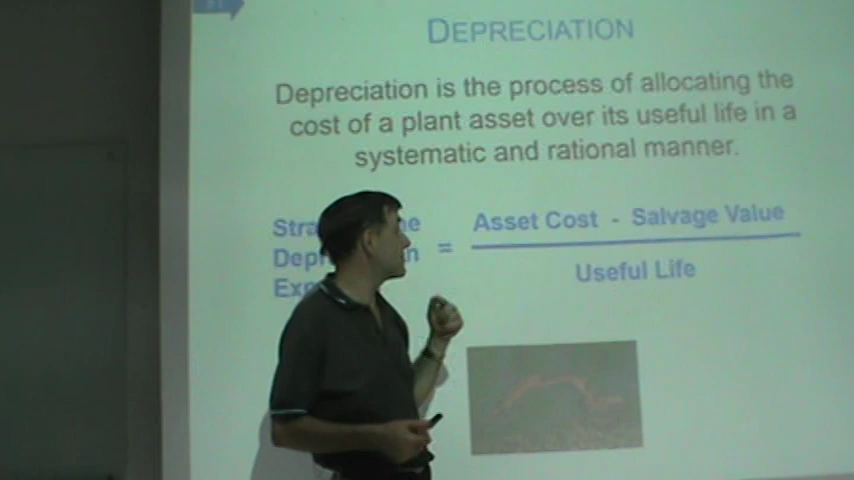 DEPRECIATION
Depreciation is the process of allocating the
cost of a plant asset over its useful life in a
systematic and rational manner.
Asset Cost - Salvage Value
=
Useful Life